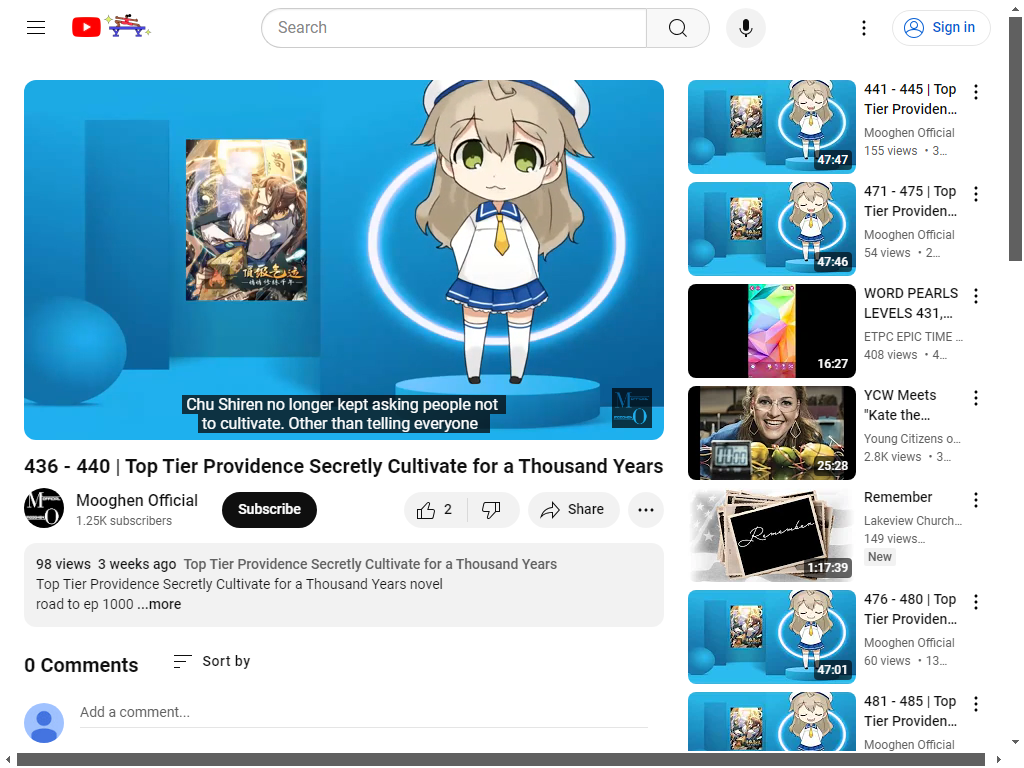 Search
Sign in
頂級氣運
Chu Shiren no longer kept asking people not
to cultivate. Other than telling everyone
436 - 440 | Top Tier Providence Secretly Cultivate for a Thousand Years
Mooghen Official
1.25K subscribers
Subscribe
2
Share
98 views 3 weeks ago Top Tier Providence Secretly Cultivate for a Thousand Years
Top Tier Providence Secretly Cultivate for a Thousand Years novel
road to ep 1000 ...more
0 Comments
Sort by
Add a comment...
47:47
441 - 445 | Top
Tier Providen...
Mooghen Official
155 views • 3...
47:46
471 - 475 | Top
Tier Providen...
Mooghen Official
54 views • 2...
16:27
WORD PEARLS
LEVELS 431,...
ETPC EPIC TIME ...
408 views • 4...
25:28
YCW Meets
"Kate the...
Young Citizens o...
2.8K views • 3...
Remember
1:17:39
Remember
Lakeview Church...
149 views...
New
47:01
476 - 480 | Top
Tier Providen...
Mooghen Official
60 views • 13...
481 - 485 | Top
Tier Providen...
Mooghen Official